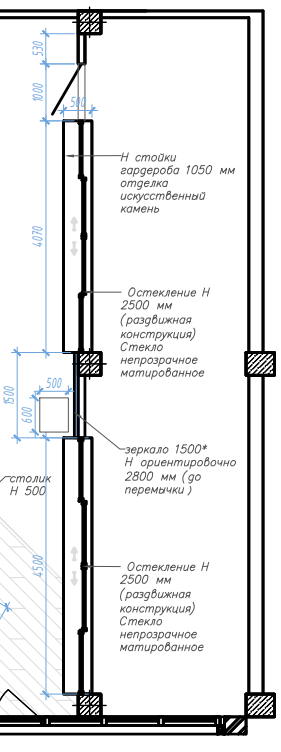 530
1000
500
Н стойки
гардероба 1050 мм
отделка
искусственный
камень
4070
Остекление Н
2500 мм
(раздвижная
конструкция)
Стекло
непрозрачное
матированное
1500
500
600
зеркало 1500*
Н ориентировочно
2800 мм (до
перемычки )
столик
Н 500
4500
Остекление Н
2500 мм
(раздвижная
конструкция)
Стекло
непрозрачное
матированное